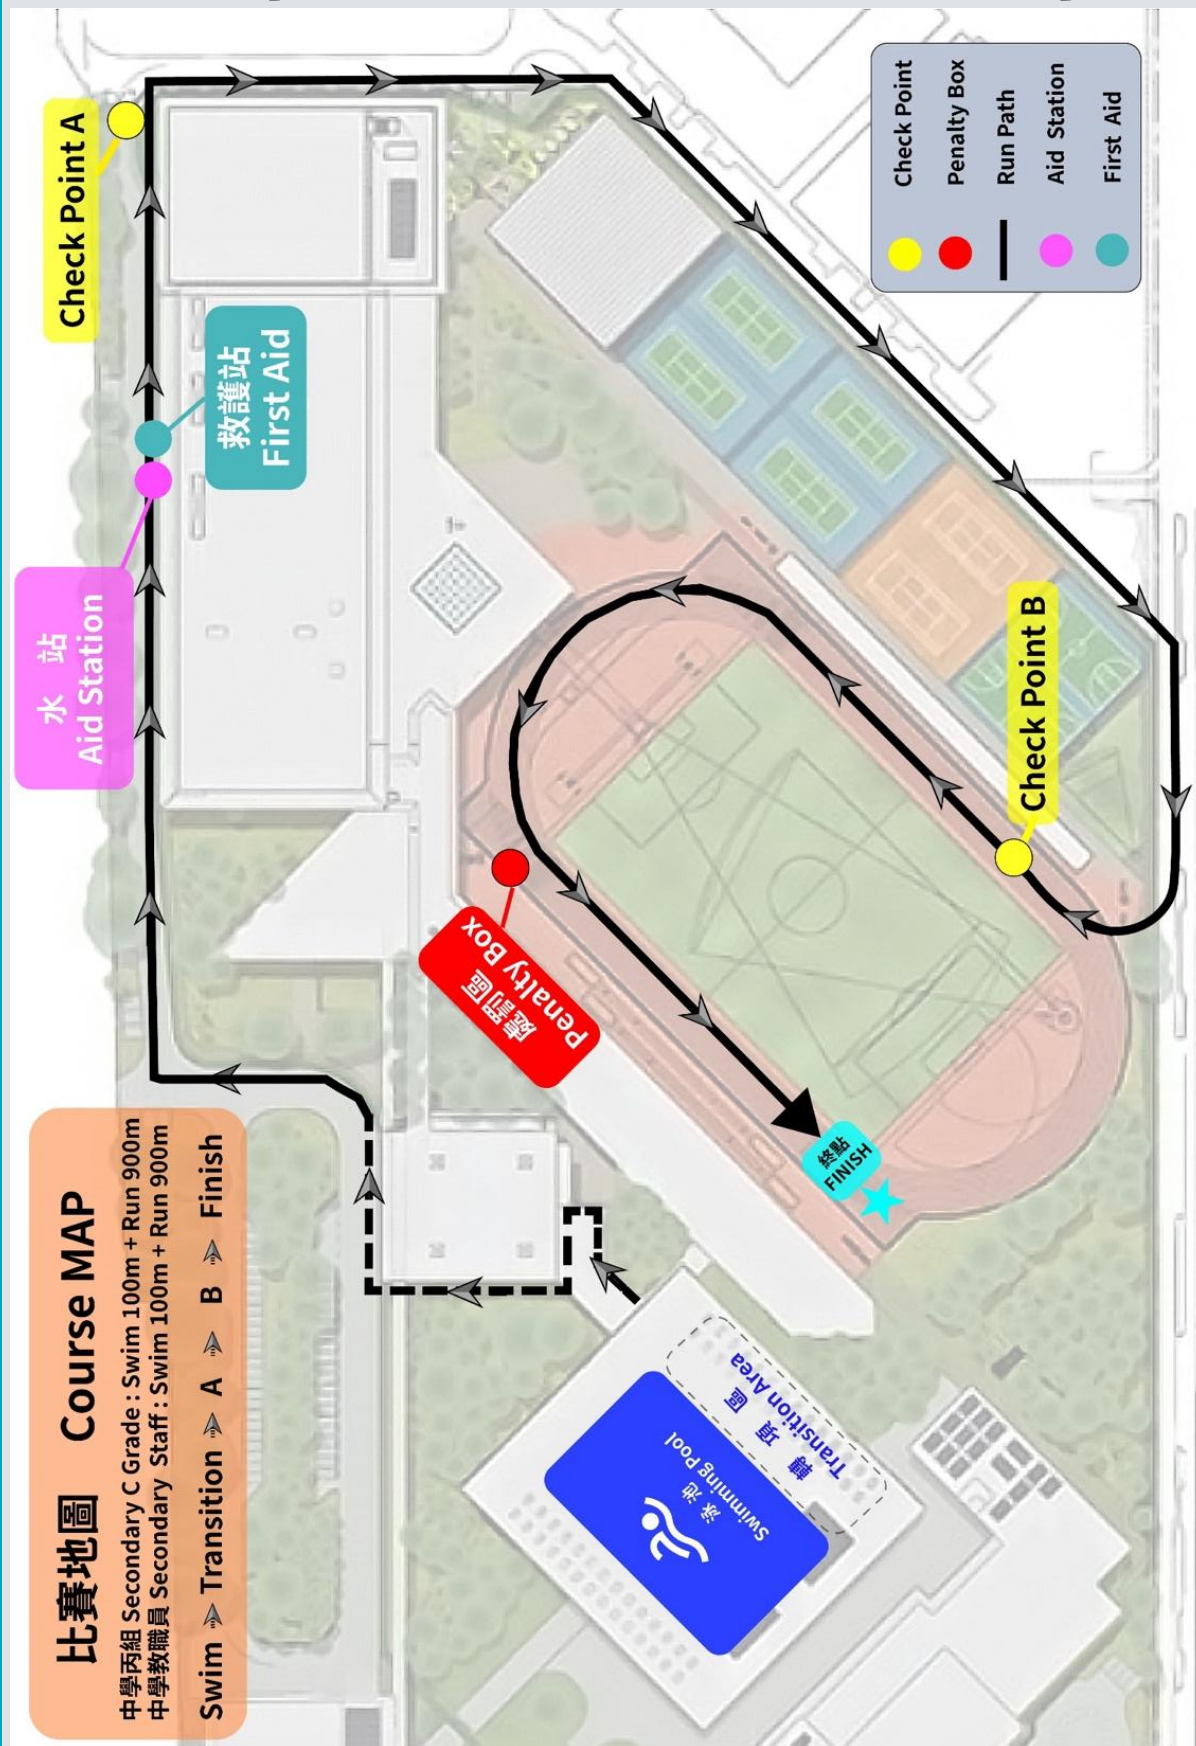 比賽地圖 Course MAP
中學丙組 Secondary C Grade : Swim 100m + Run 900m
中學教職員 Secondary Staff : Swim 100m + Run 900m
Swim Transition A B Finish
水 站
Aid Station
Check Point A
救護站
First Aid
處罰區
Penalty Box
泳 池
Swimming Pool
轉 項 區
Transition Area
終點
FINISH
Check Point B
Check Point
Penalty Box
Run Path
Aid Station
First Aid